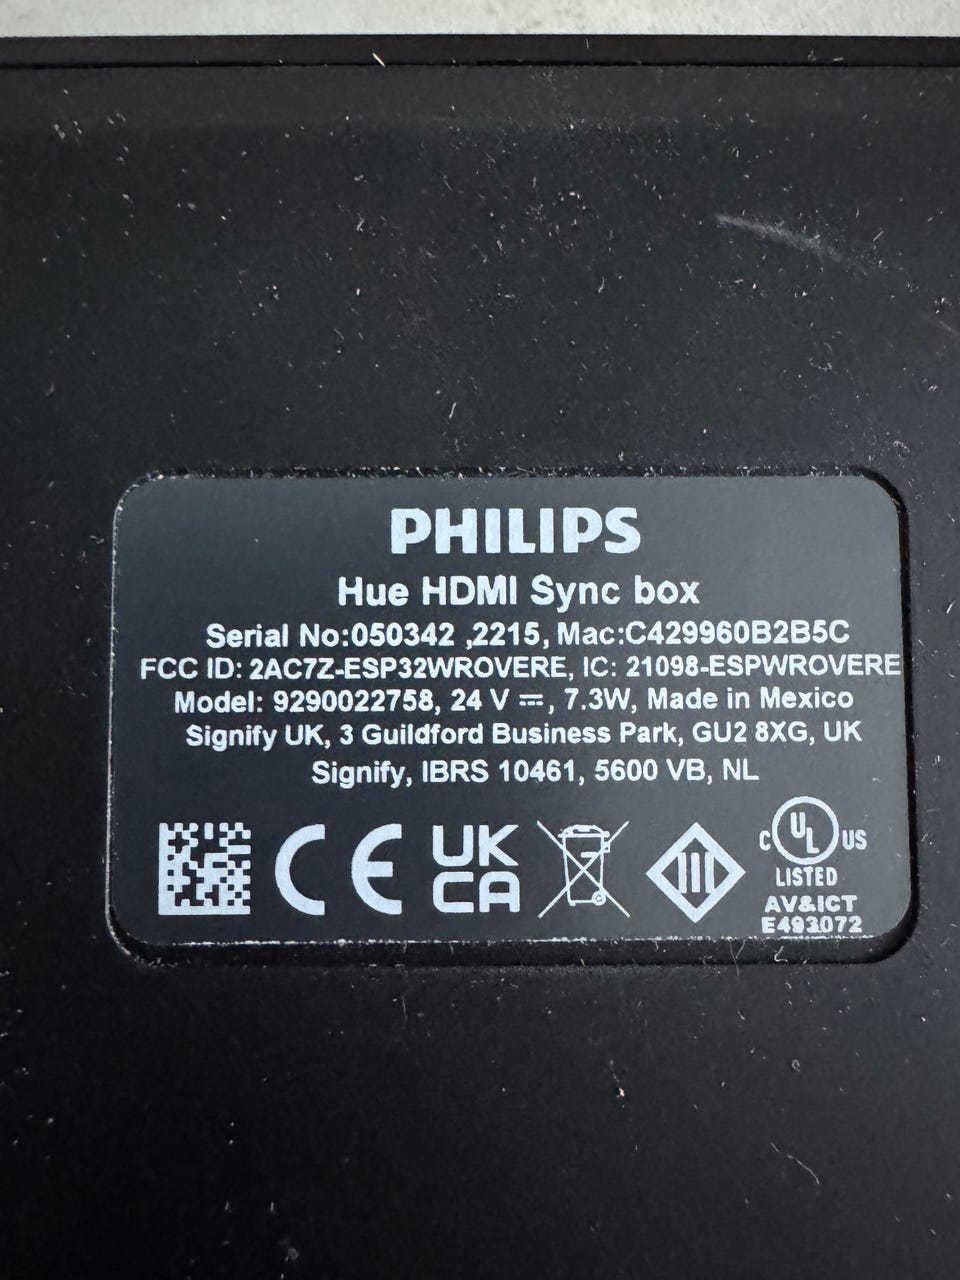 PHILIPS
Hue HDMI Sync box
Serial No:050342 ,2215, Mac:C429960B2B5C
FCC ID: 2AC7Z-ESP32WROVERE, IC: 21098-ESPWROVERE
Model: 9290022758, 24 V ⎓, 7.3W, Made in Mexico
Signify UK, 3 Guildford Business Park, GU2 8XG, UK
Signify, IBRS 10461, 5600 VB, NL
CE UK CA C UL US
LISTED
AV&ICT
E493072